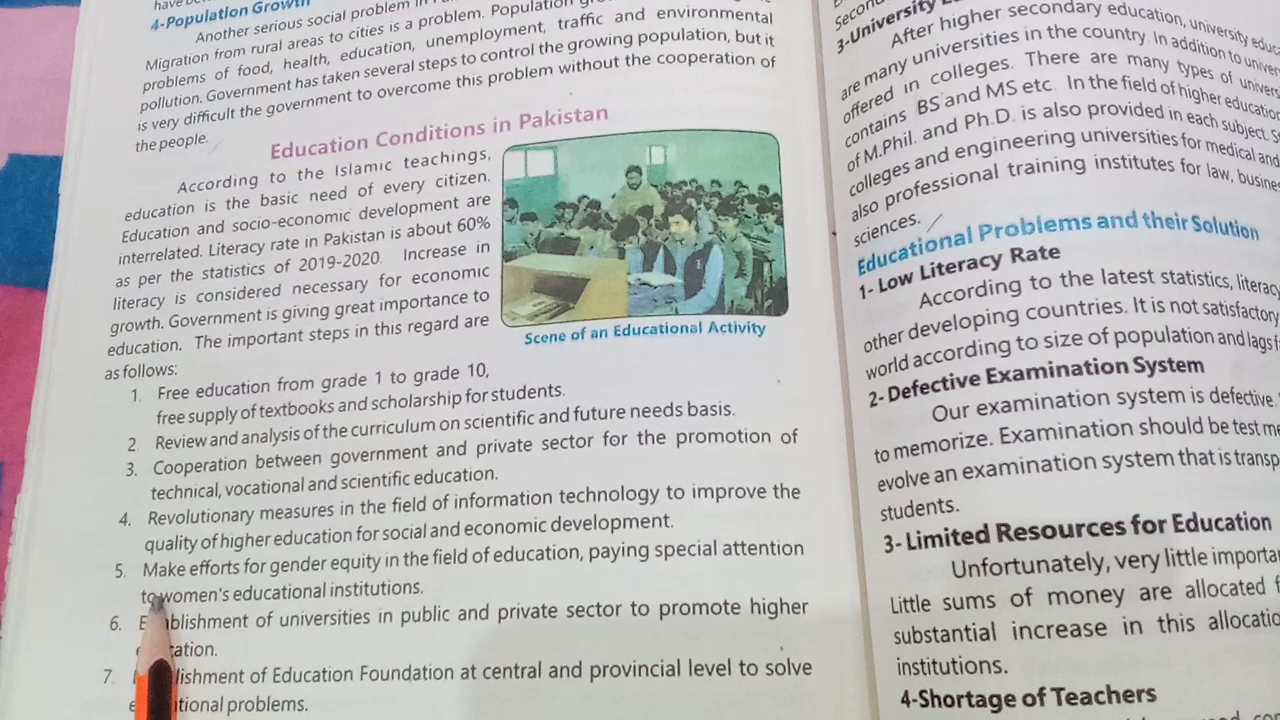 have
4-Population Growth
Another serious social problem in
Migration from rural areas to cities is a problem. Population
problems of food, health, education, unemployment, traffic and environmental
pollution. Government has taken several steps to control the growing population, but it
is very difficult the government to overcome this problem without the cooperation of
the people.
Education Conditions in Pakistan
According to the Islamic teachings,
education is the basic need of every citizen.
Education and socio-economic development are
interrelated. Literacy rate in Pakistan is about 60%
as per the statistics of 2019-2020. Increase in
literacy is considered necessary for economic
growth. Government is giving great importance to
education. The important steps in this regard are
as follows:
Scene of an Educational Activity
1. Free education from grade 1 to grade 10,
free supply of textbooks and scholarship for students.
2. Review and analysis of the curriculum on scientific and future needs basis.
3. Cooperation between government and private sector for the promotion of
technical, vocational and scientific education.
4. Revolutionary measures in the field of information technology to improve the
quality of higher education for social and economic development.
5. Make efforts for gender equity in the field of education, paying special attention
to women's educational institutions.
6. Establishment of universities in public and private sector to promote higher
education.
7. Establishment of Education Foundation at central and provincial level to solve
educational problems.
3-University
After higher secondary education, university
are many universities in the country. In addition to
offered in colleges. There are many types of
contains BS and MS etc. In the field of higher
of M.Phil. and Ph.D. is also provided in each subject.
colleges and engineering universities for medical and
also professional training institutes for law,
sciences.
Educational Problems and their Solution
1- Low Literacy Rate
According to the latest statistics,
other developing countries. It is not satisfactory
world according to size of population and lags
2- Defective Examination System
Our examination system is defective.
to memorize. Examination should be test
evolve an examination system that is
students.
3- Limited Resources for Education
Unfortunately, very little
Little sums of money are allocated
substantial increase in this
institutions.
4-Shortage of Teachers